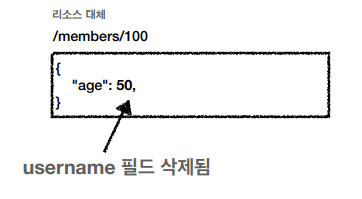 리소스 대체
/members/100
{
"age": 50,
}
username 필드 삭제됨